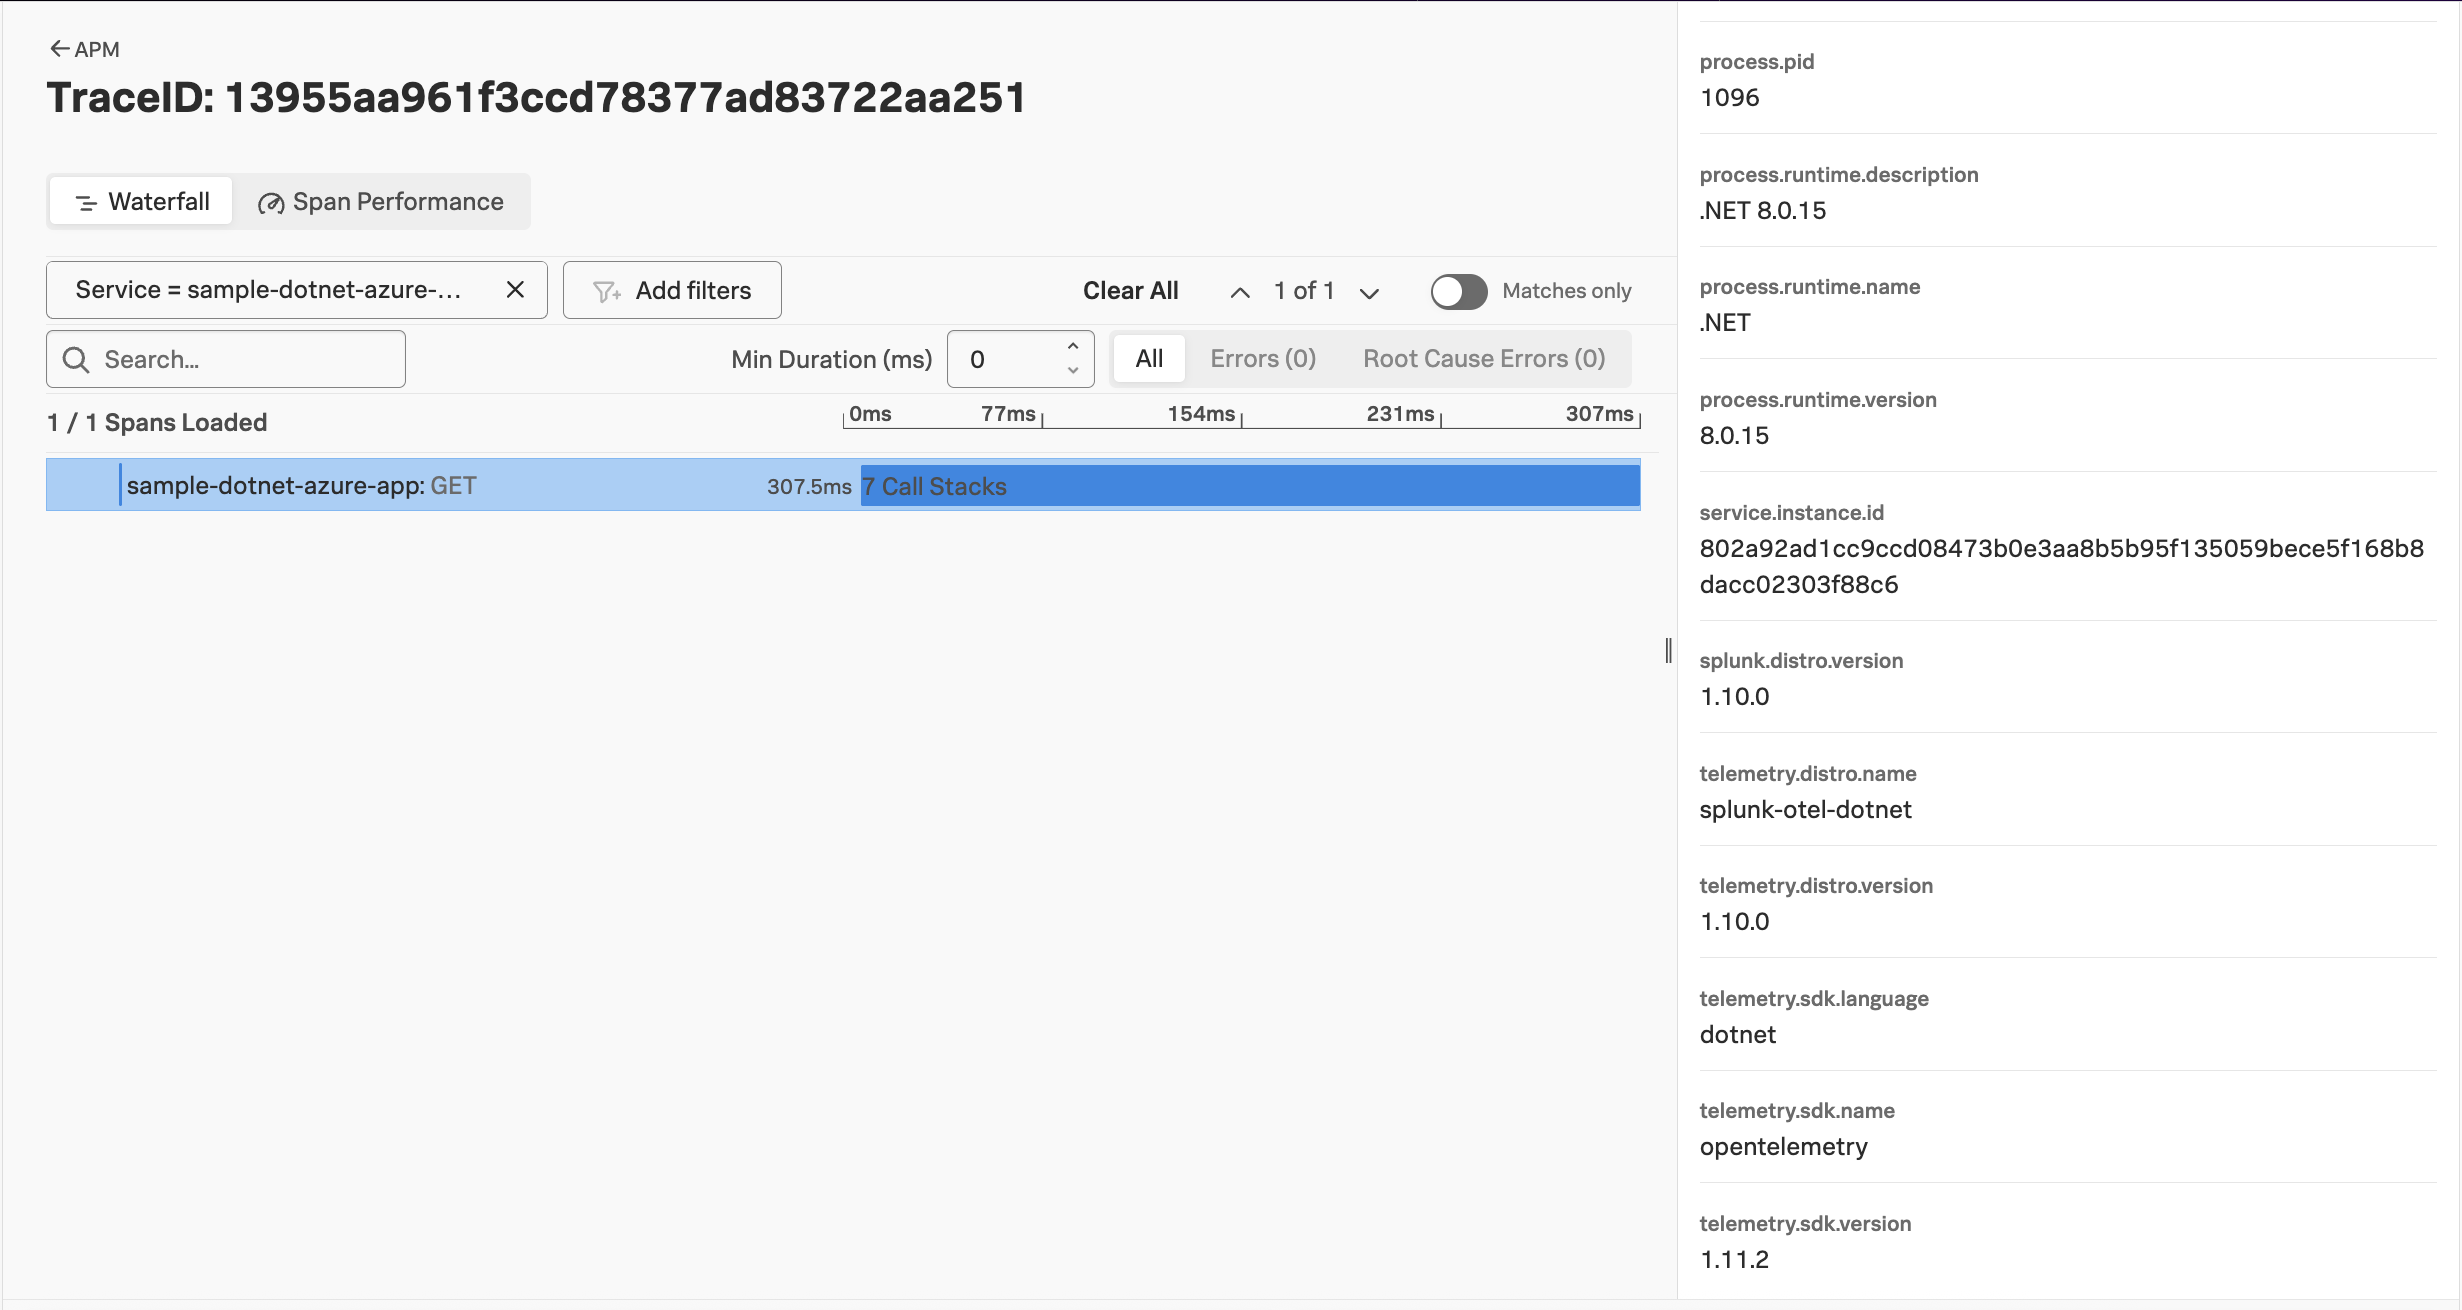 APM
TraceID: 13955aa961f3ccd78377ad83722aa251
Waterfall
Span Performance
Service = sample-dotnet-azure-...
Add filters
Clear All
1 of 1
Matches only
Search...
Min Duration (ms)
0
All
Errors (0)
Root Cause Errors (0)
1 / 1 Spans Loaded
0ms
77ms
154ms
231ms
307ms
sample-dotnet-azure-app: GET
307.5ms
7 Call Stacks
process.pid
1096
process.runtime.description
.NET 8.0.15
process.runtime.name
.NET
process.runtime.version
8.0.15
service.instance.id
802a92ad1cc9ccd08473b0e3aa8b5b95f135059bece5f168b8
dacc02303f88c6
splunk.distro.version
1.10.0
telemetry.distro.name
splunk-otel-dotnet
telemetry.distro.version
1.10.0
telemetry.sdk.language
dotnet
telemetry.sdk.name
opentelemetry
telemetry.sdk.version
1.11.2